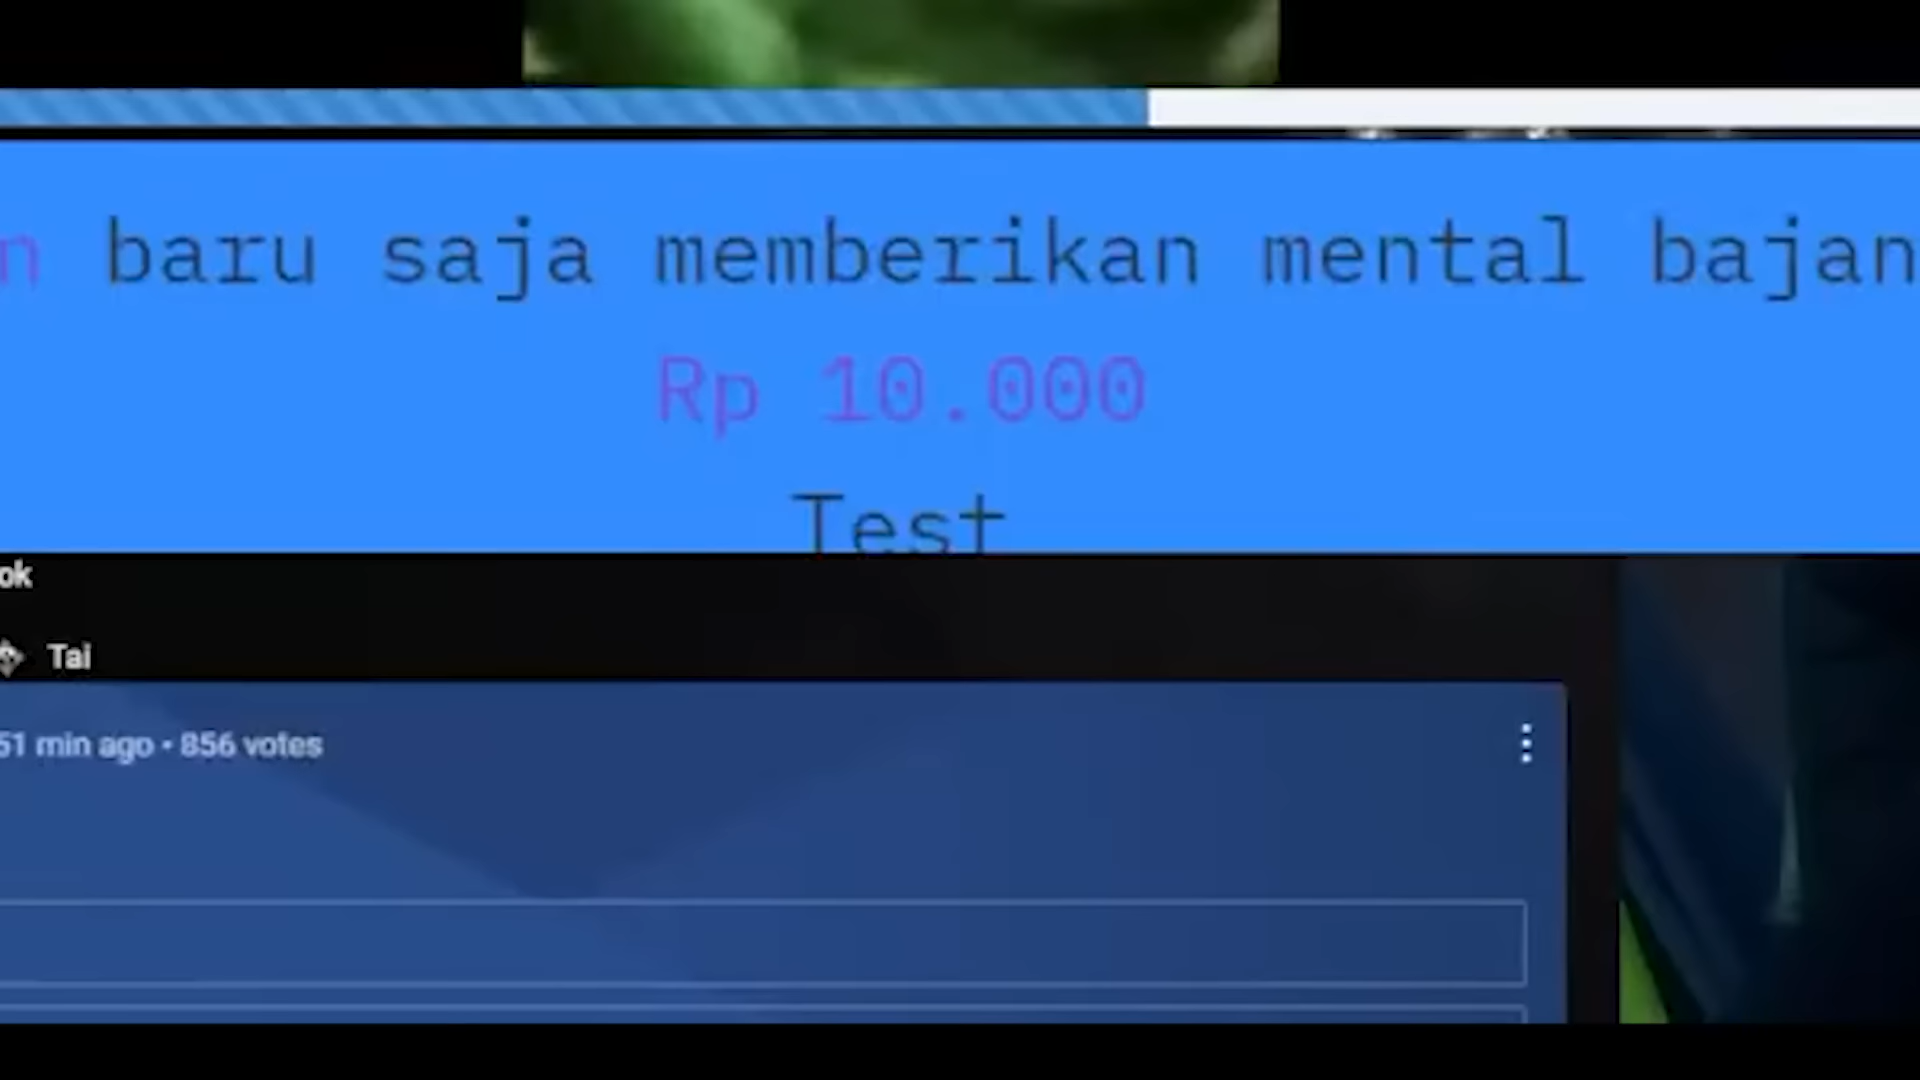 n baru saja memberikan mental bajan
Rp 10.000
Test
ok
Tai
51 min ago • 856 votes